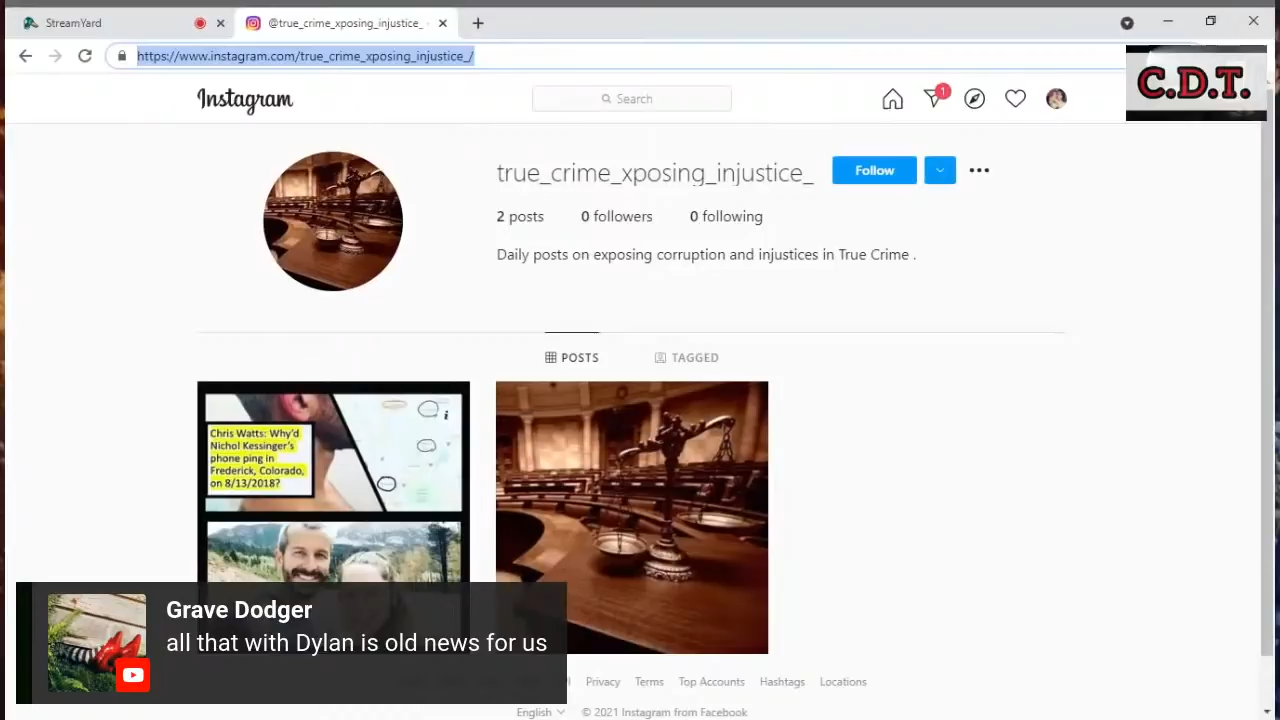 StreamYard
@true_crime_xposing_injustice_ ·
https://www.instagram.com/true_crime_xposing_injustice_/
C.D.T.
Instagram
Search
1
true_crime_xposing_injustice_
Follow
2 posts 0 followers 0 following
Daily posts on exposing corruption and injustices in True Crime .
POSTS
TAGGED
Chris Watts: Why'd
Nichol Kessinger's
phone ping in
Frederick, Colorado,
on 8/13/2018?
i
Grave Dodger
all that with Dylan is old news for us
Privacy Terms Top Accounts Hashtags Locations
English © 2021 Instagram from Facebook